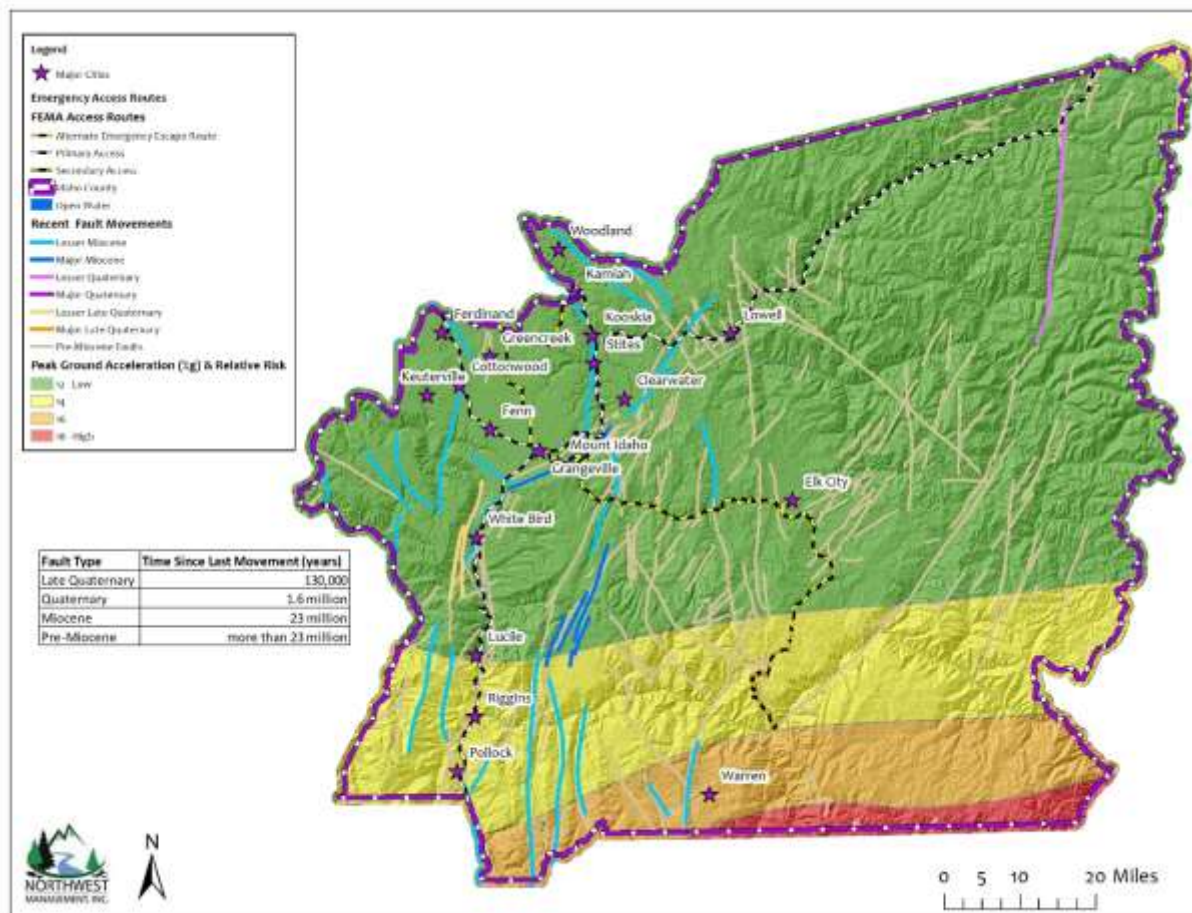 Legend
Major Cities
Emergency Access Routes
FEMA Access Routes
Alternate Emergency Escape Route
Primary Access
Secondary Access
Idaho County
Open Water
Recent Fault Movements
Lesser Miocene
Major Miocene
Lesser Quaternary
Major Quaternary
Lesser Late Quaternary
Major Late Quaternary
Pre-Miocene Faults
Peak Ground Acceleration (%g) & Relative Risk
12 - Low
14
16
18 - High
Woodland
Kamiah
Ferdinand
Kooskia
Lowell
Greencreek
Stites
Cottonwood
Keuterville
Clearwater
Fenn
Mount Idaho
Grangeville
Elk City
White Bird
Fault Type Time Since Last Movement (years)
Late Quaternary 130,000
Quaternary 1.6 million
Miocene 23 million
Pre-Miocene more than 23 million
Lucile
Riggins
Pollock
Warren
N
NORTHWEST
MANAGEMENT, INC.
0 5 10 20 Miles